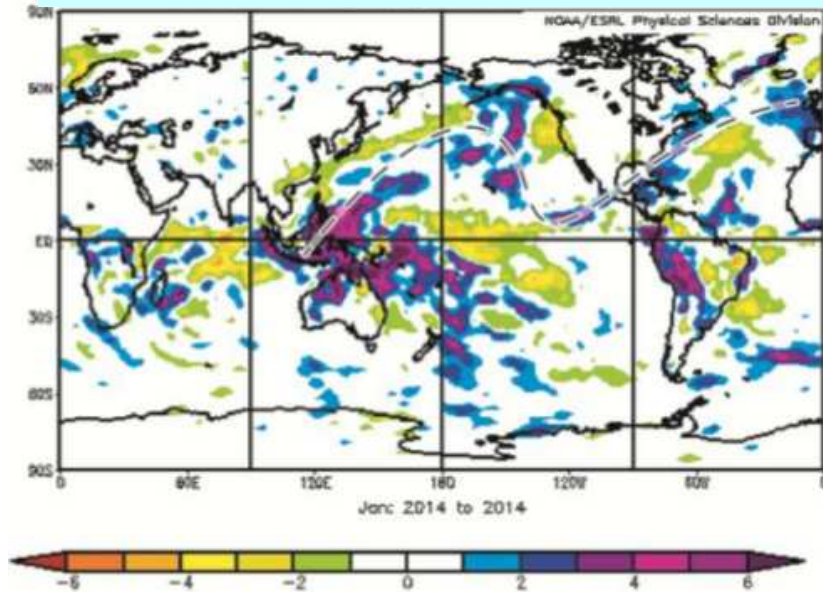 NOAA/ESRL Physical Sciences Division
90N
60N
30N
EQ
30S
60S
90S
0 60E 120E 180 120W 60W 0
Jan: 2014 to 2014
-6 -4 -2 0 2 4 6